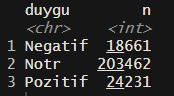 duygu n
<chr> <int>
1 Negatif 18661
2 Notr 203462
3 Pozitif 24231